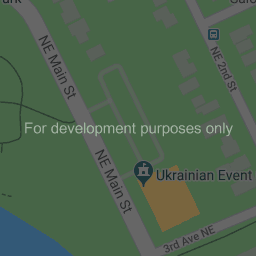 NE Main St
NE 2nd St
For development purposes only
NE Main St
Ukrainian Event
3rd Ave NE